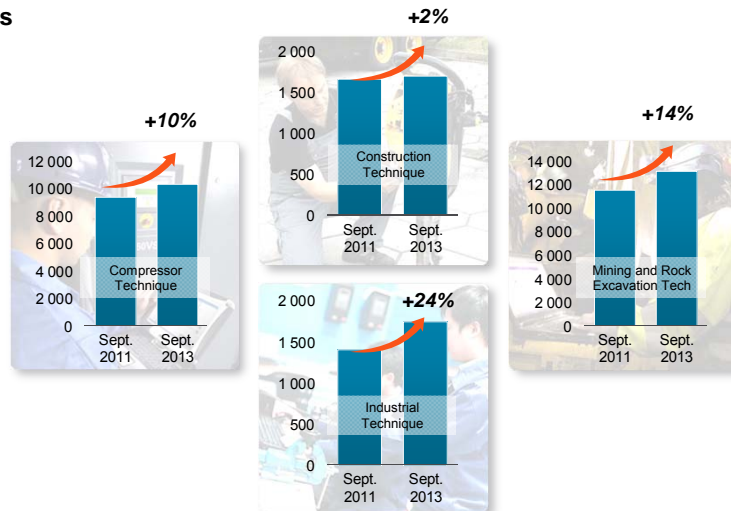 s
+2%
2 000
1 500
1 000
500
0
Construction
Technique
Sept.
2011
Sept.
2013
+10%
12 000
10 000
8 000
6 000
4 000
2 000
0
Compressor
Technique
Sept.
2011
Sept.
2013
+14%
14 000
12 000
10 000
8 000
6 000
4 000
2 000
0
Mining and Rock
Excavation Tech
Sept.
2011
Sept.
2013
+24%
2 000
1 500
1 000
500
0
Industrial
Technique
Sept.
2011
Sept.
2013